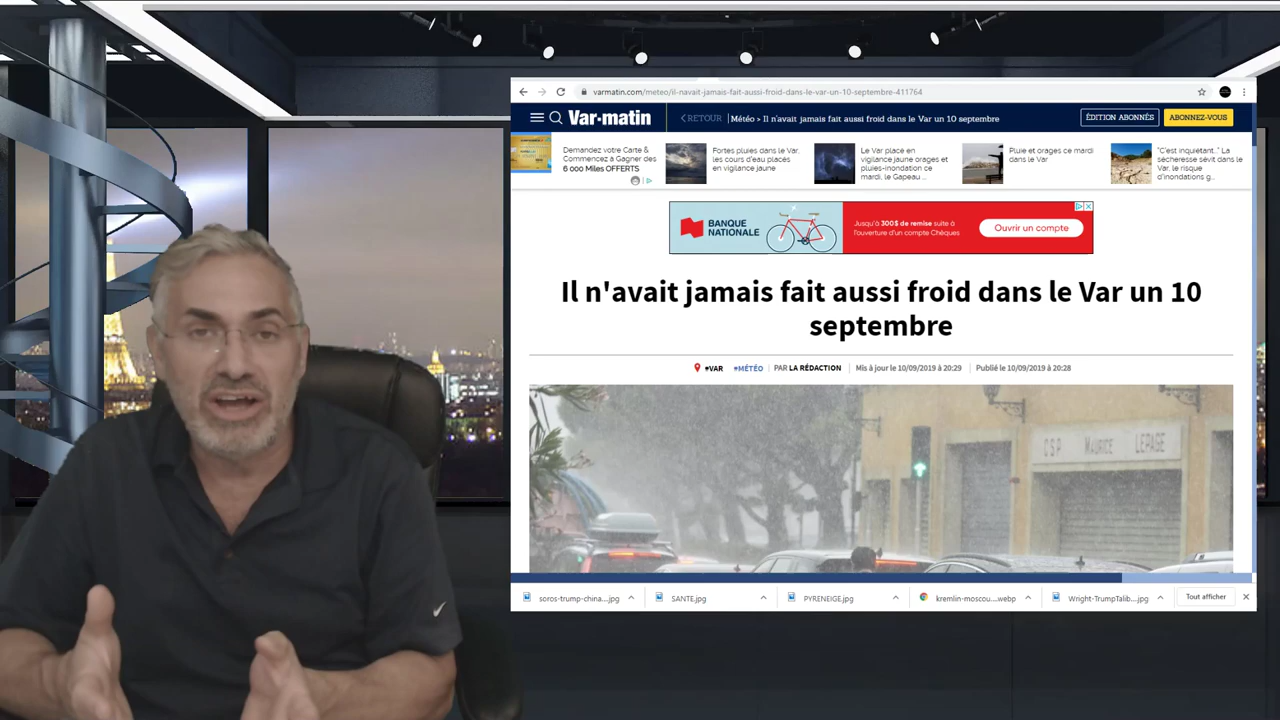 varmatin.com/meteo/il-navait-jamais-fait-aussi-froid-dans-le-var-un-10-septembre-411764
Var-matin
RETOUR
Météo > Il n'avait jamais fait aussi froid dans le Var un 10 septembre
ÉDITION ABONNÉS
ABONNEZ-VOUS
Demandez votre Carte &
Commencez à Gagner des
6 000 Miles OFFERTS
Fortes pluies dans le Var,
les cours d'eau placés
en vigilance jaune
Le Var placé en
vigilance jaune orages et
pluies-inondation ce
mardi, le Gapeau ...
Pluie et orages ce mardi
dans le Var
"C'est inquiétant..." La
sécheresse sévit dans le
Var, le risque
d'inondations g...
BANQUE
NATIONALE
Jusqu'à 300$ de remise suite à
l'ouverture d'un compte Chèques
Ouvrir un compte
Il n'avait jamais fait aussi froid dans le Var un 10
septembre
#VAR
#MÉTÉO
PAR LA RÉDACTION
Mis à jour le 10/09/2019 à 20:29
Publié le 10/09/2019 à 20:28
C S P MAURICE LEPAGE
soros-trump-china....jpg
SANTE.jpg
PYRENEIGE.jpg
kremlin-moscou....webp
Wright-TrumpTalib....jpg
Tout afficher